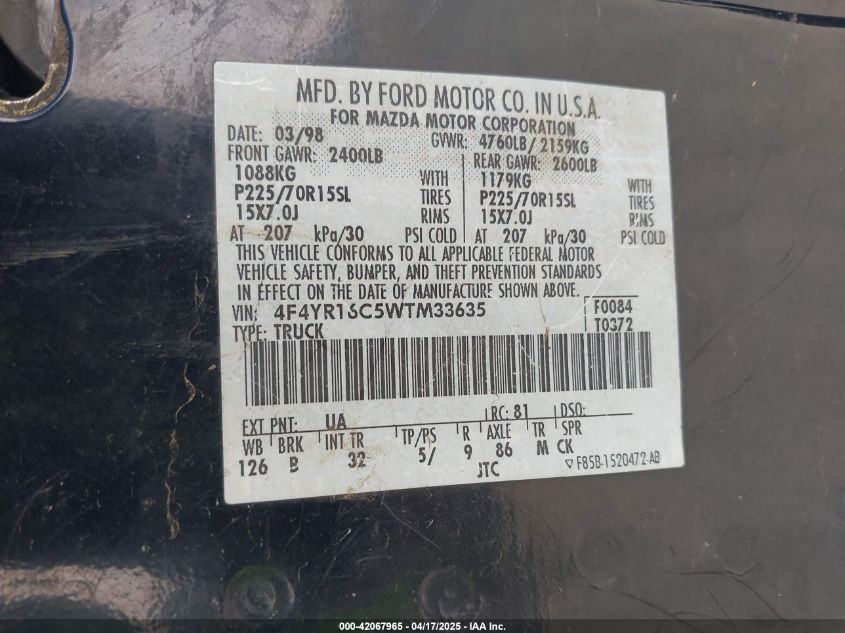 MFD. BY FORD MOTOR CO. IN U.S.A.
FOR MAZDA MOTOR CORPORATION
DATE: 03/98 GVWR: 4760LB/ 2159KG
FRONT GAWR: 2400LB REAR GAWR: 2600LB
1088KG WITH 1179KG WITH
P225/70R15SL TIRES P225/70R15SL TIRES
15X7.0J RIMS 15X7.0J RIMS
AT 207 kPa/30 PSI COLD AT 207 kPa/30 PSI COLD
THIS VEHICLE CONFORMS TO ALL APPLICABLE FEDERAL MOTOR
VEHICLE SAFETY, BUMPER, AND THEFT PREVENTION STANDARDS
IN EFFECT ON THE DATE OF MANUFACTURE SHOWN ABOVE.
VIN: 4F4YR16C5WTM33635 F0084
TYPE: TRUCK T0372
EXT PNT: UA RC: 81 DSO:
WB BRK INT TR TP/PS R AXLE TR SPR
126 B 32 5/ 9 86 M CK
JTC F85B-1520472-AB
000-42067965 - 04/17/2025 - IAA Inc.